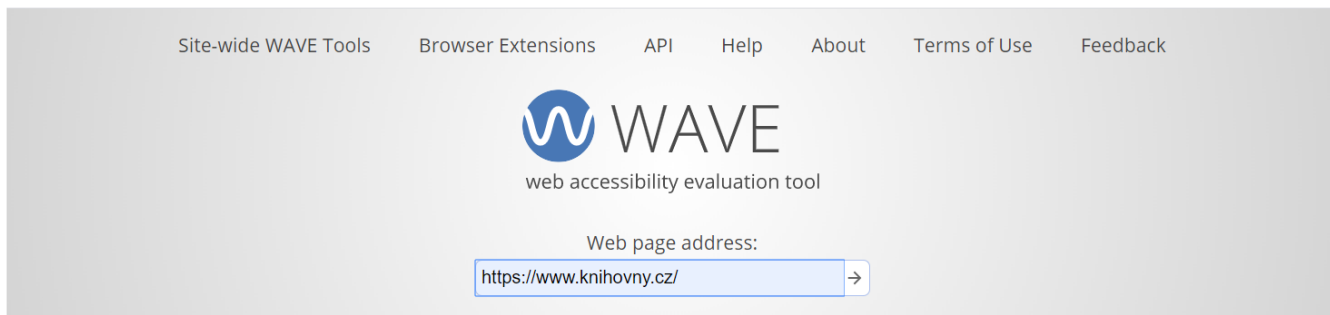 Site-wide WAVE Tools Browser Extensions API Help About Terms of Use Feedback
WAVE
web accessibility evaluation tool
Web page address:
https://www.knihovny.cz/